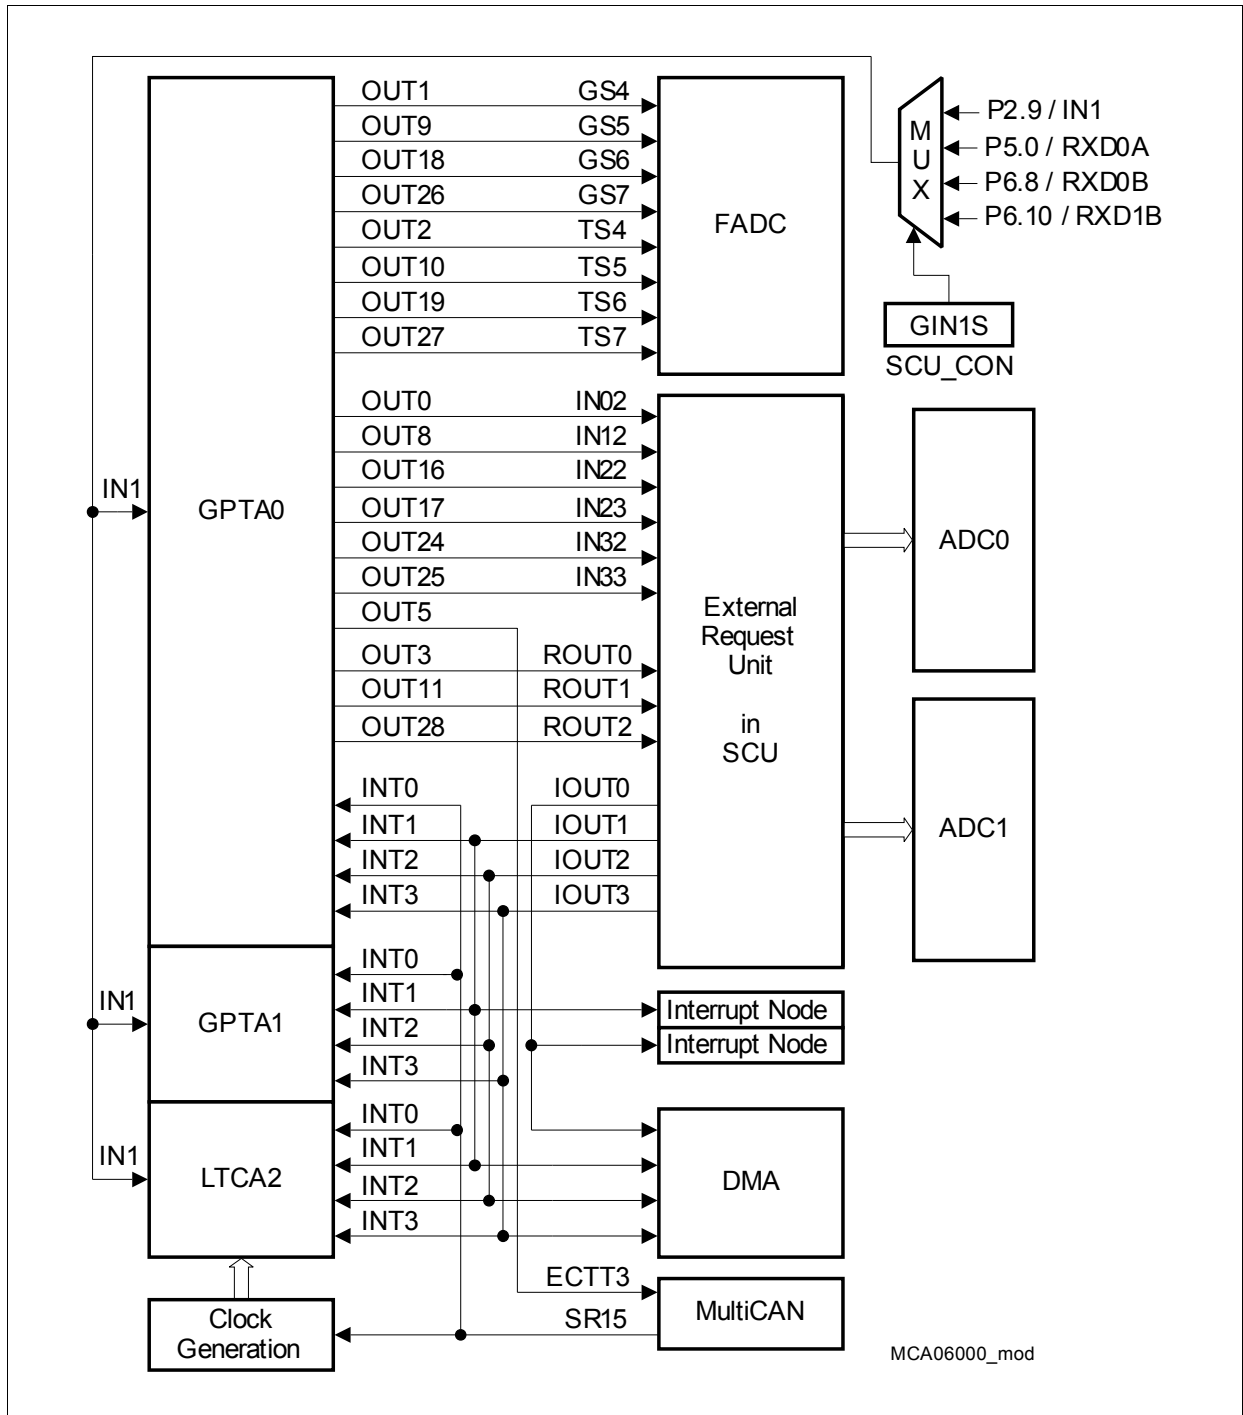 OUT1 GS4
OUT9 GS5
OUT18 GS6
OUT26 GS7
OUT2 TS4
OUT10 TS5
OUT19 TS6
OUT27 TS7
FADC
MUX
P2.9 / IN1
P5.0 / RXD0A
P6.8 / RXD0B
P6.10 / RXD1B
GIN1S
SCU_CON
OUT0 IN02
OUT8 IN12
OUT16 IN22
OUT17 IN23
OUT24 IN32
OUT25 IN33
OUT5
OUT3 ROUT0
OUT11 ROUT1
OUT28 ROUT2
IN1
GPTA0
External
Request
Unit
in
SCU
ADC0
ADC1
INT0 IOUT0
INT1 IOUT1
INT2 IOUT2
INT3 IOUT3
IN1
GPTA1
INT0
INT1
INT2
INT3
Interrupt Node
Interrupt Node
IN1
LTCA2
INT0
INT1
INT2
INT3
DMA
ECTT3
SR15
MultiCAN
Clock
Generation
MCA06000_mod